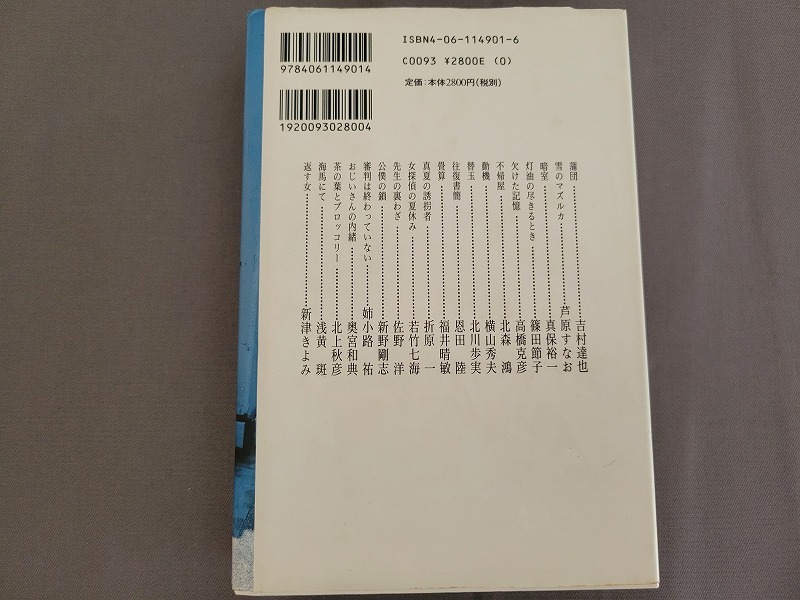 ISBN4-06-114901-6
C0093 ¥2800E (0)
定価：本体2800円(税別)
9784061149014
1920093028004
蒲団……吉村達也
雪のマズルカ……芦原すなお
暗室……真保裕一
灯油の尽きるとき……篠田節子
欠けた記憶……高橋克彦
不帰屋……北森 鴻
動機……横山秀夫
替玉……北川歩実
往復書簡……恩田 陸
畳算……福井晴敏
真夏の誘拐者……折原 一
女探偵の夏休み……若竹七海
先生の裏わざ……佐野 洋
公僕の鎖……新野剛志
審判は終わっていない……姉小路 祐
おじいさんの内緒……奥宮和典
茶の葉とブロッコリー……北上秋彦
海馬にて……浅黄 斑
返す女……新津きよみ